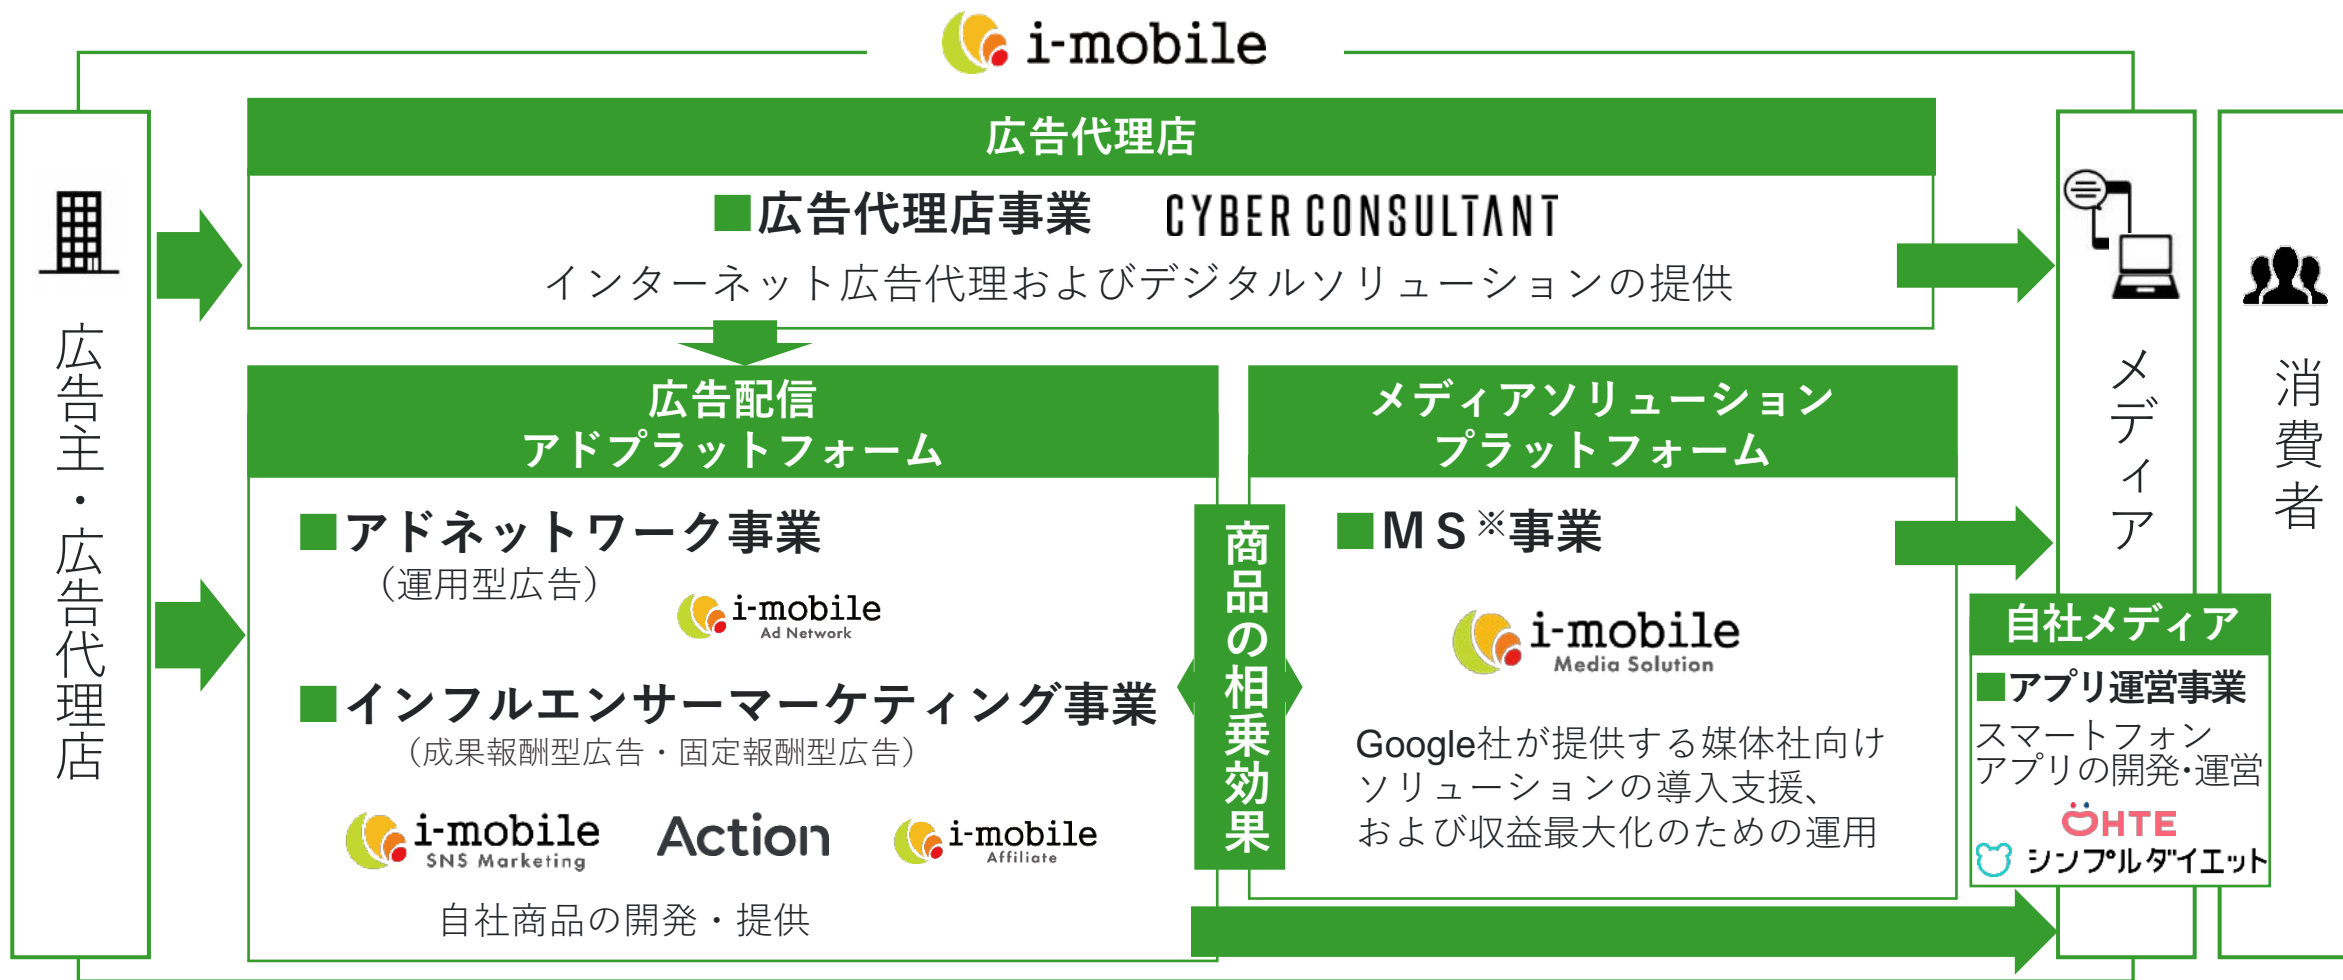 i-mobile
広告主・広告代理店
広告代理店
■広告代理店事業 CYBER CONSULTANT
インターネット広告代理およびデジタルソリューションの提供
広告配信
アドプラットフォーム
■アドネットワーク事業
（運用型広告）
i-mobile
Ad Network
■インフルエンサーマーケティング事業
（成果報酬型広告・固定報酬型広告）
i-mobile
SNS Marketing
Action
i-mobile
Affiliate
自社商品の開発・提供
商品の相乗効果
メディアソリューション
プラットフォーム
■ＭＳ※事業
i-mobile
Media Solution
Google社が提供する媒体社向け
ソリューションの導入支援、
および収益最大化のための運用
メディア
自社メディア
■アプリ運営事業
スマートフォン
アプリの開発・運営
OHTE
シンプルダイエット
消費者